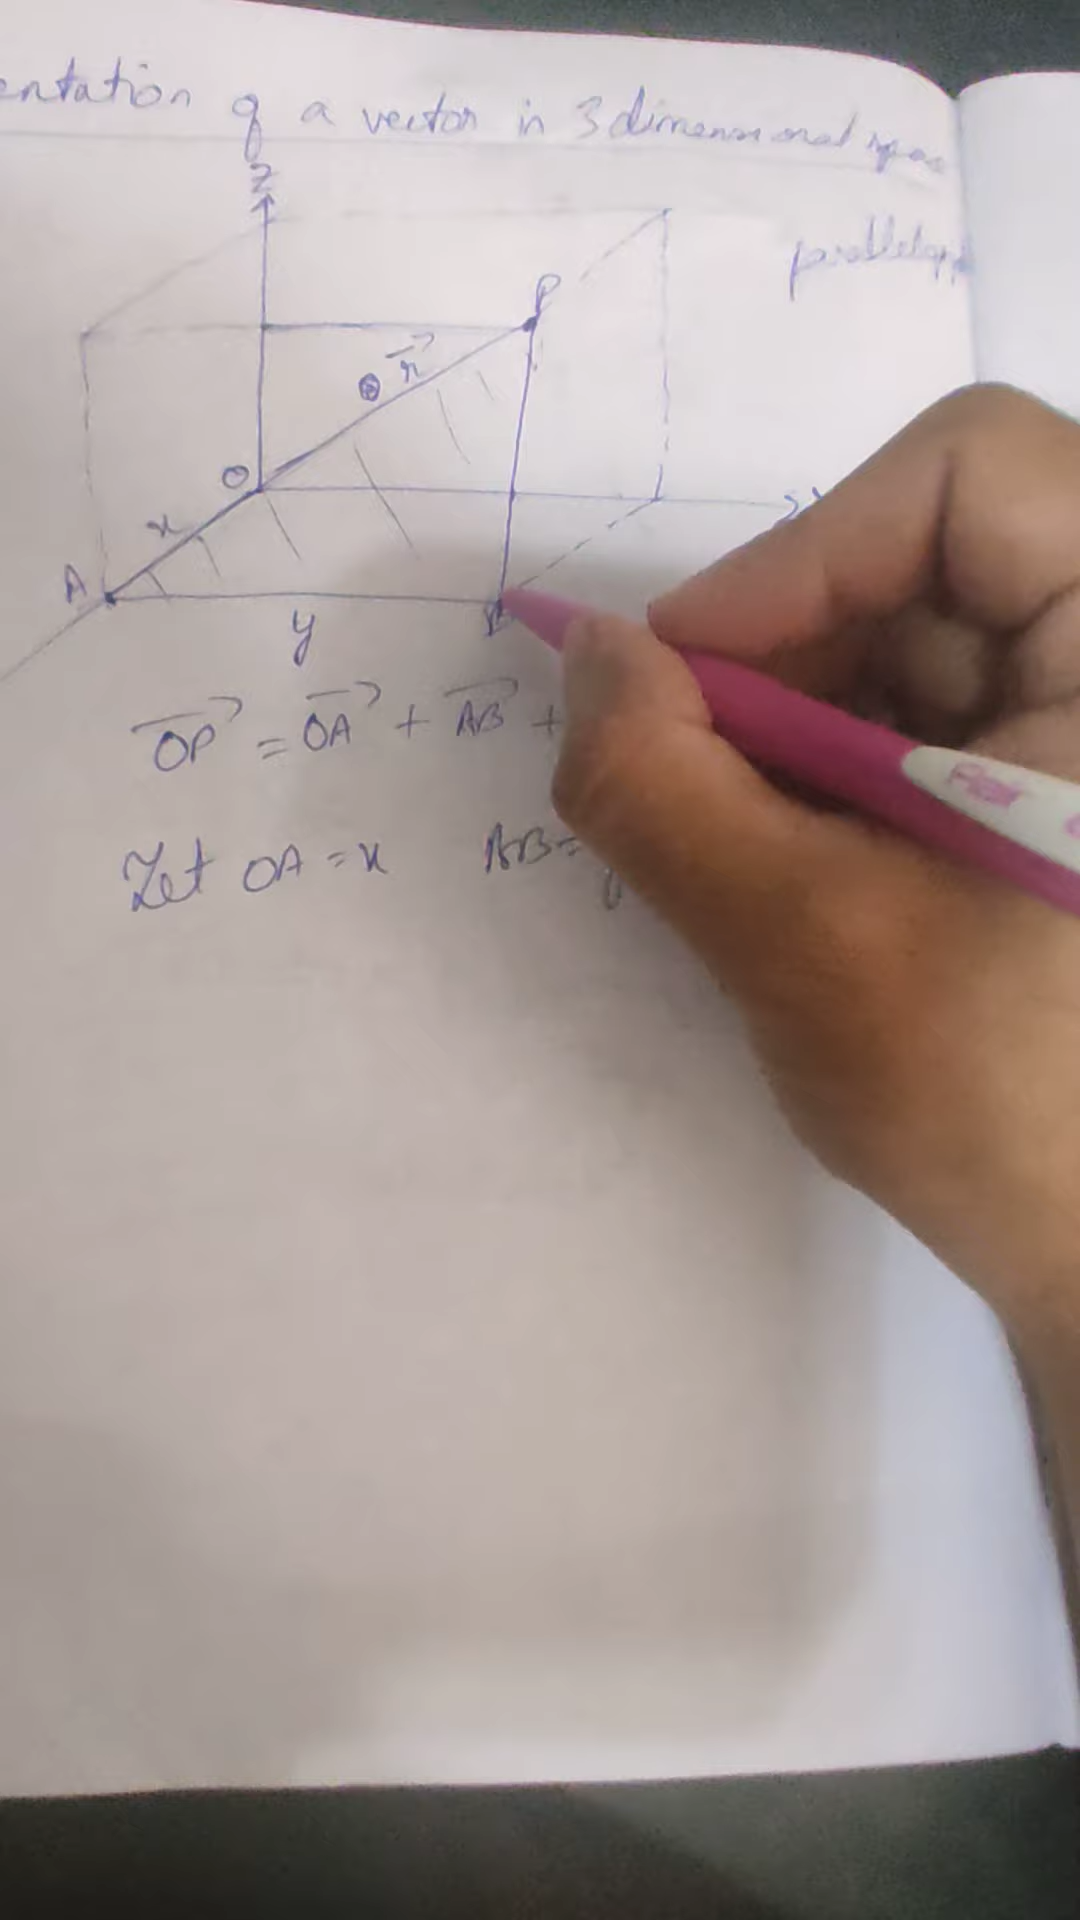 entation of a vector in 3 dimensional
Z
P
r
O
x
A
y
B
OP = OA + AB +
Let OA = x AB =